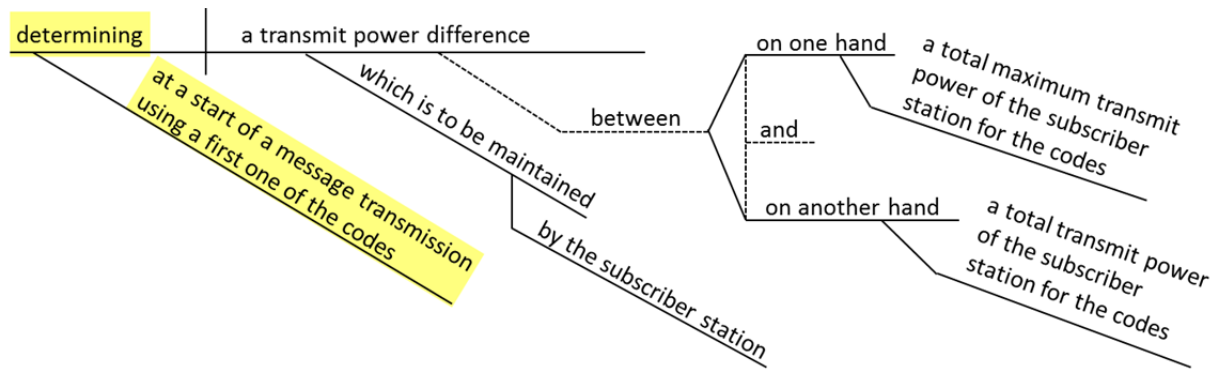 determining
a transmit power difference
at a start of a message transmission
using a first one of the codes
which is to be maintained
by the subscriber station
between
on one hand
a total maximum transmit
power of the subscriber
station for the codes
and
on another hand
a total transmit power
of the subscriber
station for the codes